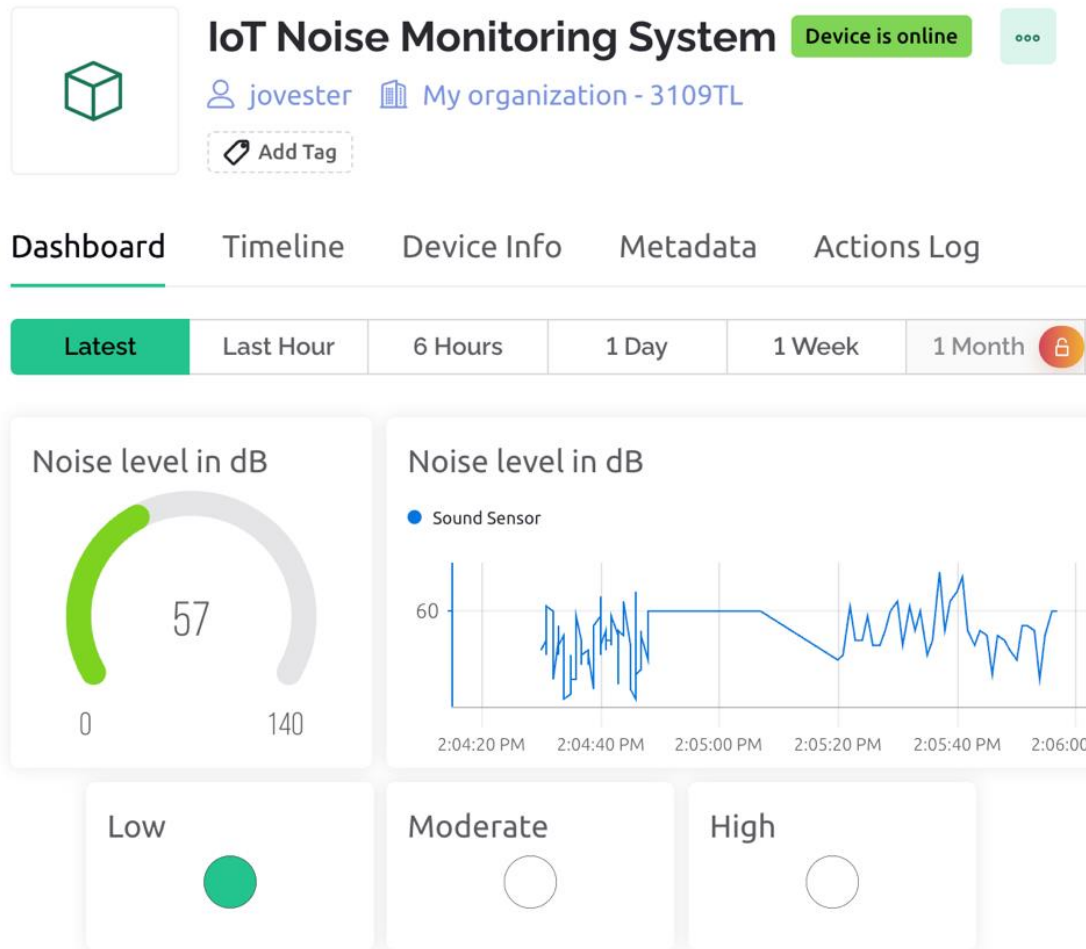 IoT Noise Monitoring System Device is online
jovester My organization - 3109TL
Add Tag
Dashboard Timeline Device Info Metadata Actions Log
Latest Last Hour 6 Hours 1 Day 1 Week 1 Month
Noise level in dB
57
0 140
Noise level in dB
Sound Sensor
60
2:04:20 PM 2:04:40 PM 2:05:00 PM 2:05:20 PM 2:05:40 PM 2:06:00
Low Moderate High